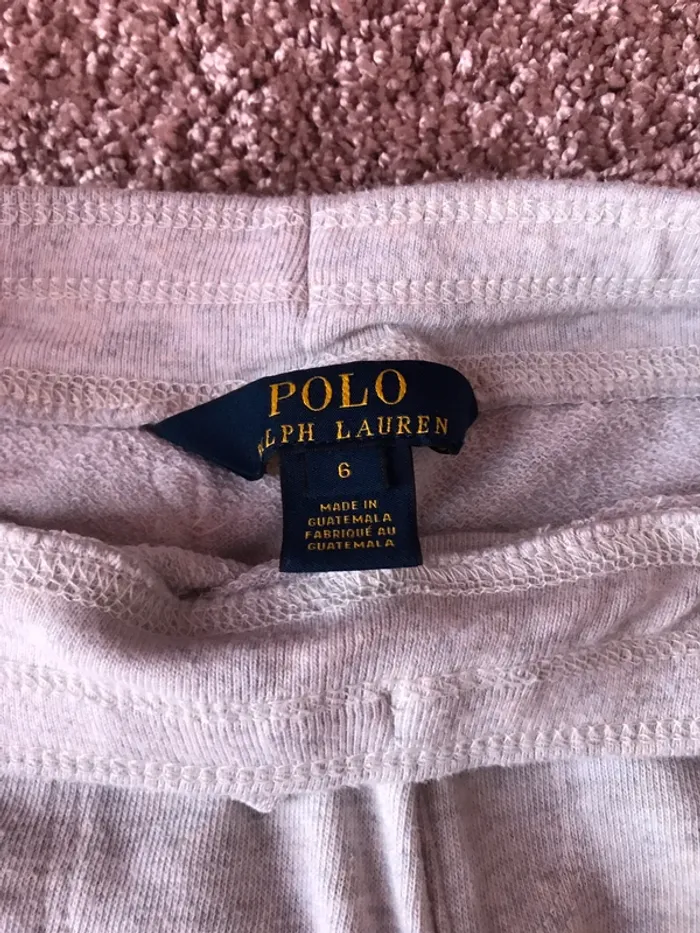 POLO
RALPH LAUREN
6
MADE IN
GUATEMALA
FABRIQUÉ AU
GUATEMALA